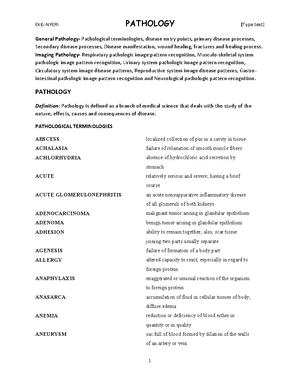 EKG-NYERI PATHOLOGY [Type text]
General Pathology- Pathological terminologies, disease entry points, primary disease processes,
Secondary disease processes, Disease manifestation, wound healing, fractures and healing process.
Imaging Pathology- Respiratory pathologic image pattern recognition, Musculo-skeletal system
pathologic image pattern recognition, Urinary system pathologic image pattern recognition,
Circulatory system image disease patterns, Reproductive system image disease patterns, Gastro-
intestinal pathologic image pattern recognition and Neurological pathologic pattern recognition.
PATHOLOGY
Definition: Pathology is defined as a branch of medical science that deals with the study of the
nature, effects, causes and consequences of disease.
PATHOLOGICAL TERMINOLOGIES
ABSCESS localized collection of pus in a cavity in tissue
ACHALASIA failure of relaxation of smooth muscle fibers
ACHLORHYDRIA absence of hydrochloric acid secretion by
stomach
ACUTE relatively serious and severe, having a brief
course
ACUTE GLOMERULONEPHRITIS an acute nonsuppurative inflammatory disease
of all glomeruli of both kidneys
ADENOCARCINOMA malignant tumor arising in glandular epithelium
ADENOMA benign tumor arising in glandular epithelium
ADHESION ability to remain together, also, scar tissue
joining two parts usually separate
AGENESIS failure of formation of a body part
ALLERGY altered capacity to react, especially in regard to
foreign protein
ANAPHYLAXIS exaggerated or unusual reaction of the organism
to foreign protein
ANASARCA accumulation of fluid in cellular tissues of body,
diffuse edema
ANEMIA reduction or deficiency of blood either in
quantity or in quality
ANEURYSM sac full of blood formed by dilation of the walls
of an artery or vein
1